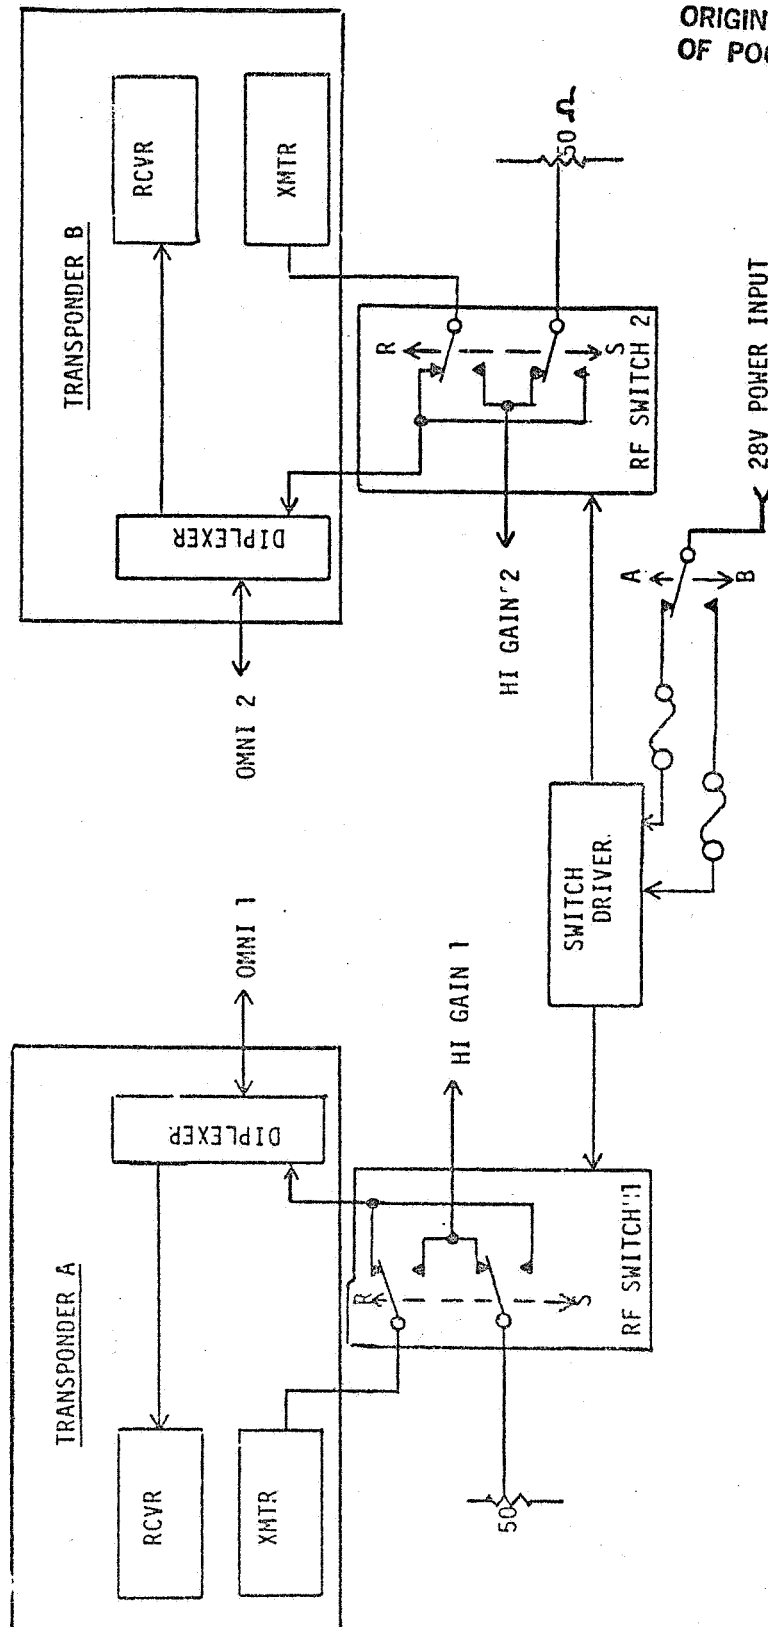 ORIGIN
OF POO
TRANSPONDER A
RCVR
XMTR
DIPLEXER
OMNI 1
HI GAIN 1
R
S
RF SWITCH 1
50
TRANSPONDER B
RCVR
XMTR
DIPLEXER
OMNI 2
HI GAIN 2
R
S
RF SWITCH 2
50 Ω
SWITCH
DRIVER.
A
B
28V POWER INPUT